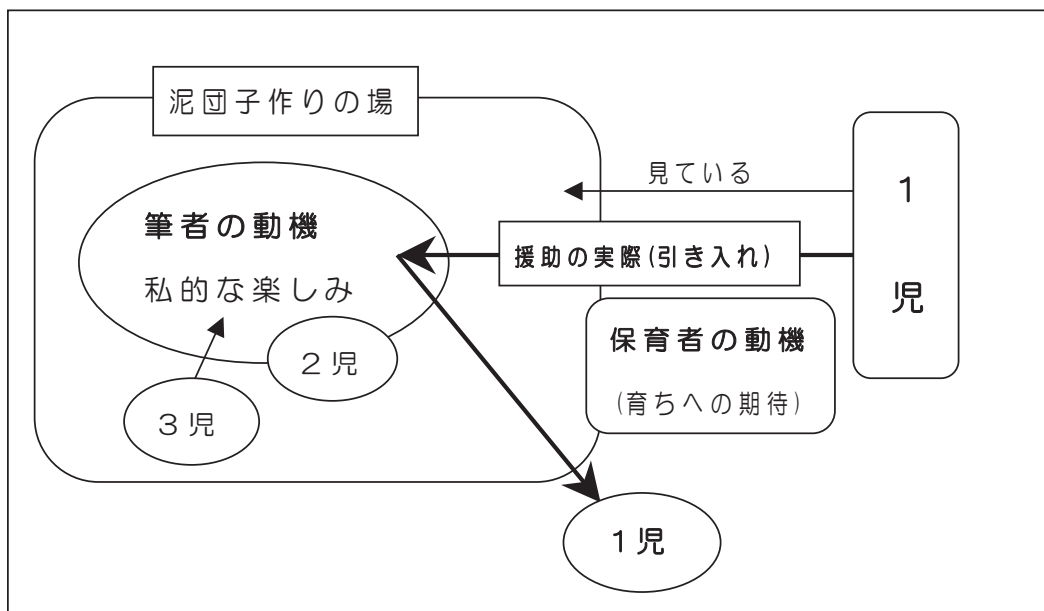 泥団子作りの場
見ている
1
児
筆者の動機
私的な楽しみ
援助の実際(引き入れ)
保育者の動機
(育ちへの期待)
2児
3児
1児